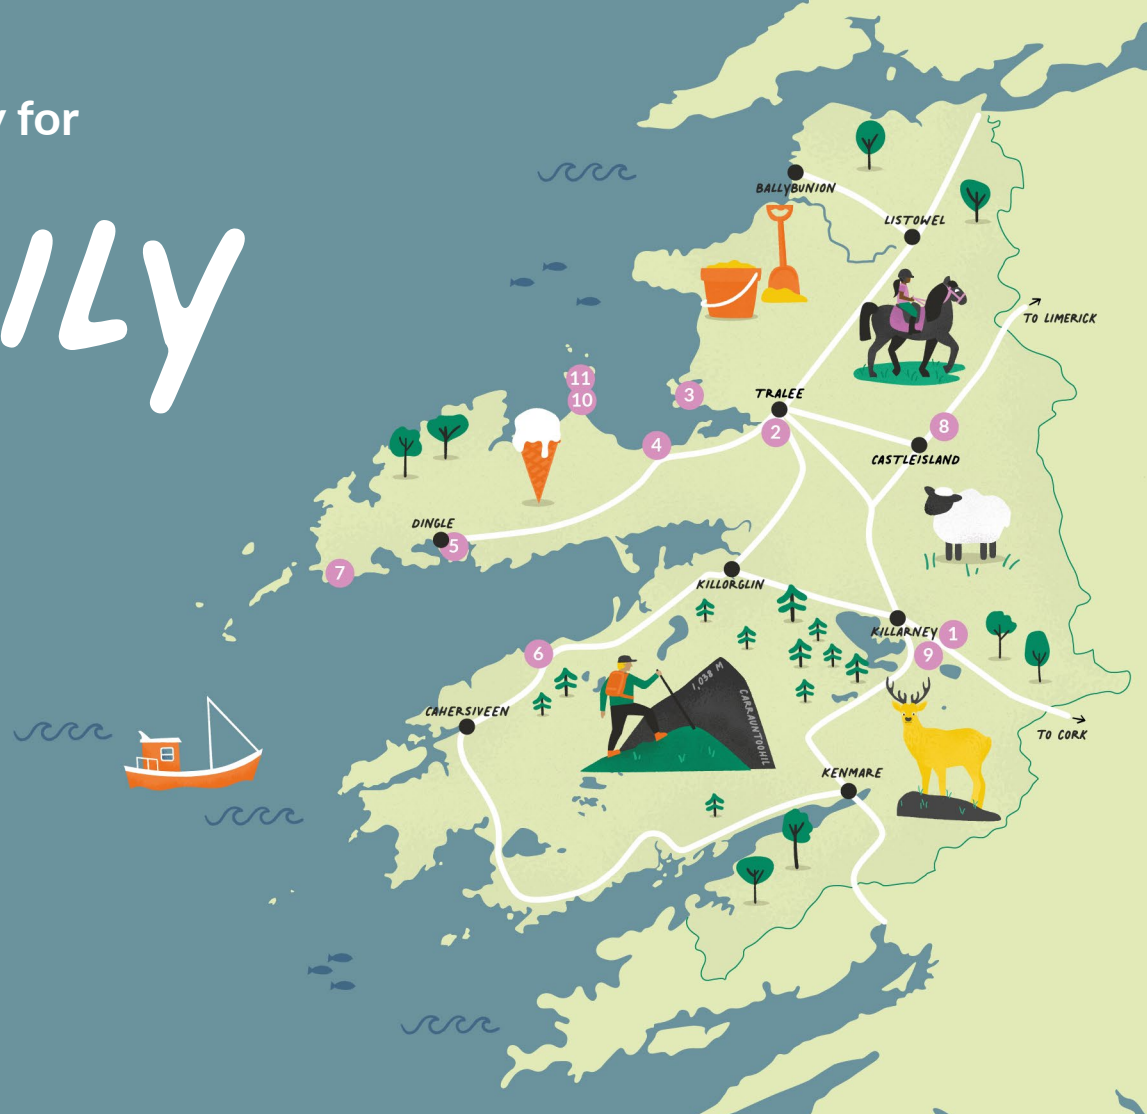 y for
ILY
BALLYBUNION
LISTOWEL
TO LIMERICK
11
10
3
TRALEE
2
8
4
CASTLEISLAND
DINGLE
5
7
KILLORGLIN
KILLARNEY
1
9
6
1,038 M
CARRAUNTOOHIL
CAHERSIVEEN
TO CORK
KENMARE